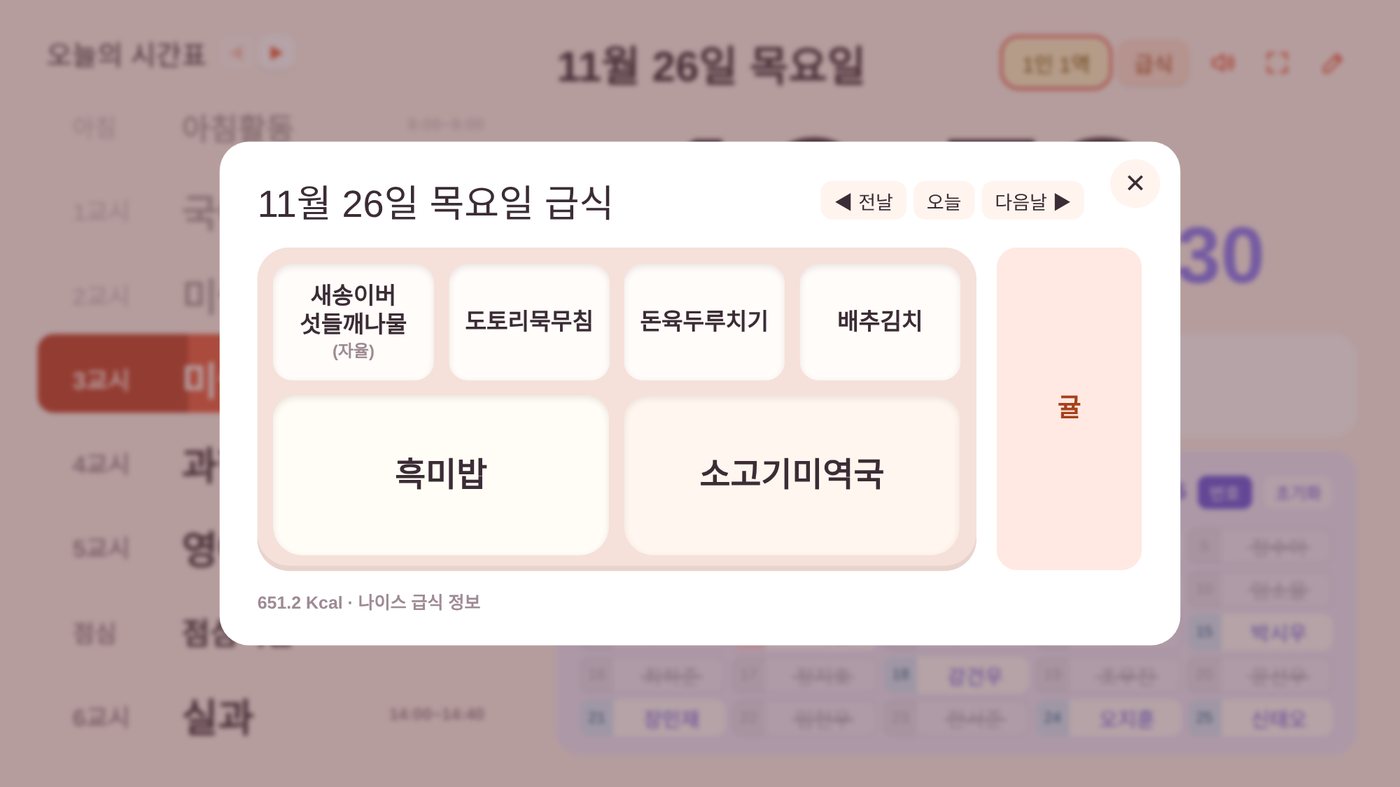 오늘의 시간표 ◀ ▶
11월 26일 목요일
1인 1역
급식
아침 아침활동
1교시
2교시
3교시
4교시
5교시
점심
6교시 실과 14:00~14:40
30
11월 26일 목요일 급식
◀ 전날
오늘
다음날 ▶
✕
새송이버
섯들깨나물
(자율)
도토리묵무침
돈육두루치기
배추김치
흑미밥
소고기미역국
귤
651.2 Kcal · 나이스 급식 정보
번호
초기화
15 박시우
18 강건우
21 장민재
24 오지훈
25 신태오